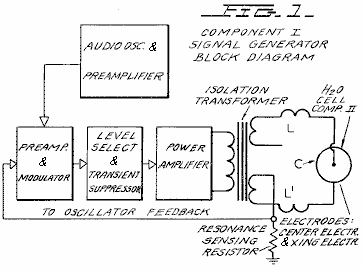 FIG. 1.
COMPONENT I
SIGNAL GENERATOR
BLOCK DIAGRAM
AUDIO OSC. &
PREAMPLIFIER
ISOLATION
TRANSFORMER
H2O
CELL
COMP. II
PREAMP.
&
MODULATOR
LEVEL
SELECT
&
TRANSIENT
SUPPRESSOR
POWER
AMPLIFIER
L
C
L'
TO OSCILLATOR FEEDBACK
RESONANCE
SENSING
RESISTOR
ELECTRODES:
CENTER ELECTR.
& XING ELECTR.